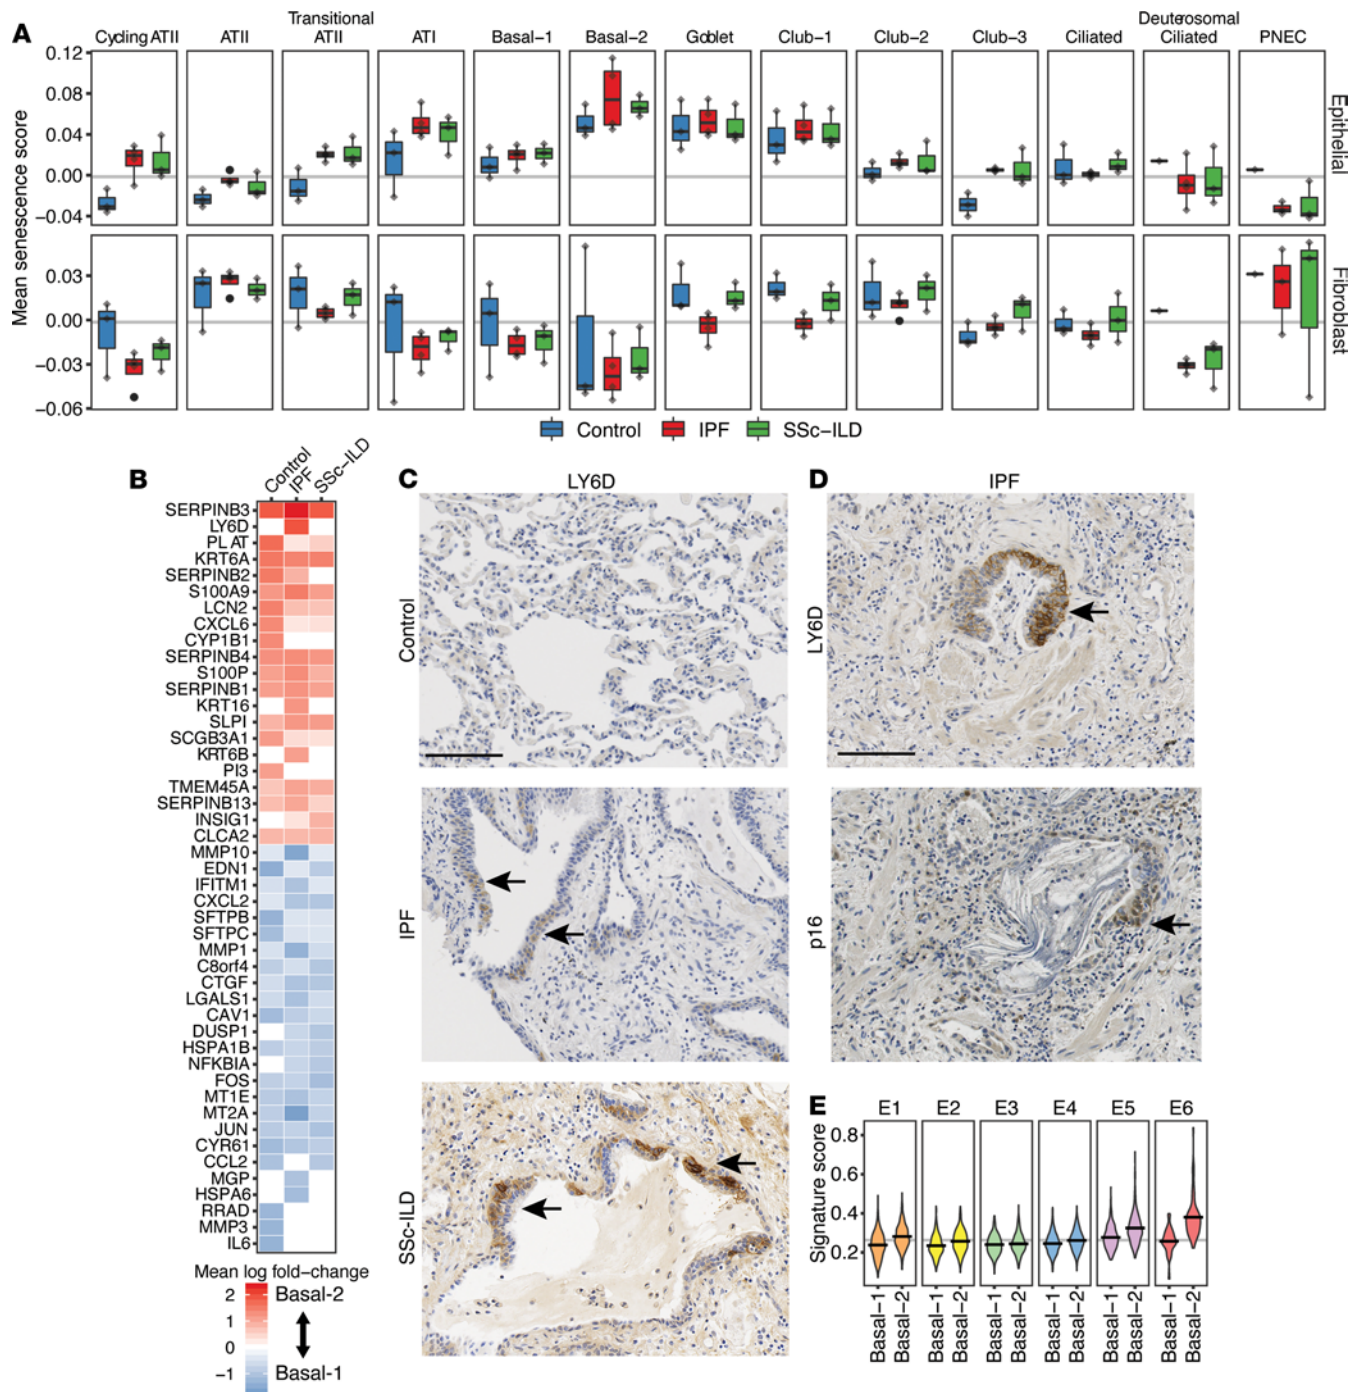 A
Cycling ATII
ATII
Transitional
ATII
ATI
Basal-1
Basal-2
Goblet
Club-1
Club-2
Club-3
Ciliated
Deuterosomal
Ciliated
PNEC
Mean senescence score
0.12
0.08
0.04
0.00
-0.04
Epithelial
0.03
0.00
-0.03
-0.06
Fibroblast
Control
IPF
SSc-ILD
B
Control
IPF
SSc-ILD
SERPINB3
LY6D
PLAT
KRT6A
SERPINB2
S100A9
LCN2
CXCL6
CYP1B1
SERPINB4
S100P
SERPINB1
KRT16
SLPI
SCGB3A1
KRT6B
PI3
TMEM45A
SERPINB13
INSIG1
CLCA2
MMP10
EDN1
IFITM1
CXCL2
SFTPB
SFTPC
MMP1
C8orf4
CTGF
LGALS1
CAV1
DUSP1
HSPA1B
NFKBIA
FOS
MT1E
MT2A
JUN
CYR61
CCL2
MGP
HSPA6
RRAD
MMP3
IL6
Mean log fold-change
2
1
0
-1
Basal-2
Basal-1
C
LY6D
Control
IPF
SSc-ILD
D
IPF
LY6D
p16
E
E1
E2
E3
E4
E5
E6
Signature score
0.8
0.6
0.4
0.2
Basal-1
Basal-2
Basal-1
Basal-2
Basal-1
Basal-2
Basal-1
Basal-2
Basal-1
Basal-2
Basal-1
Basal-2